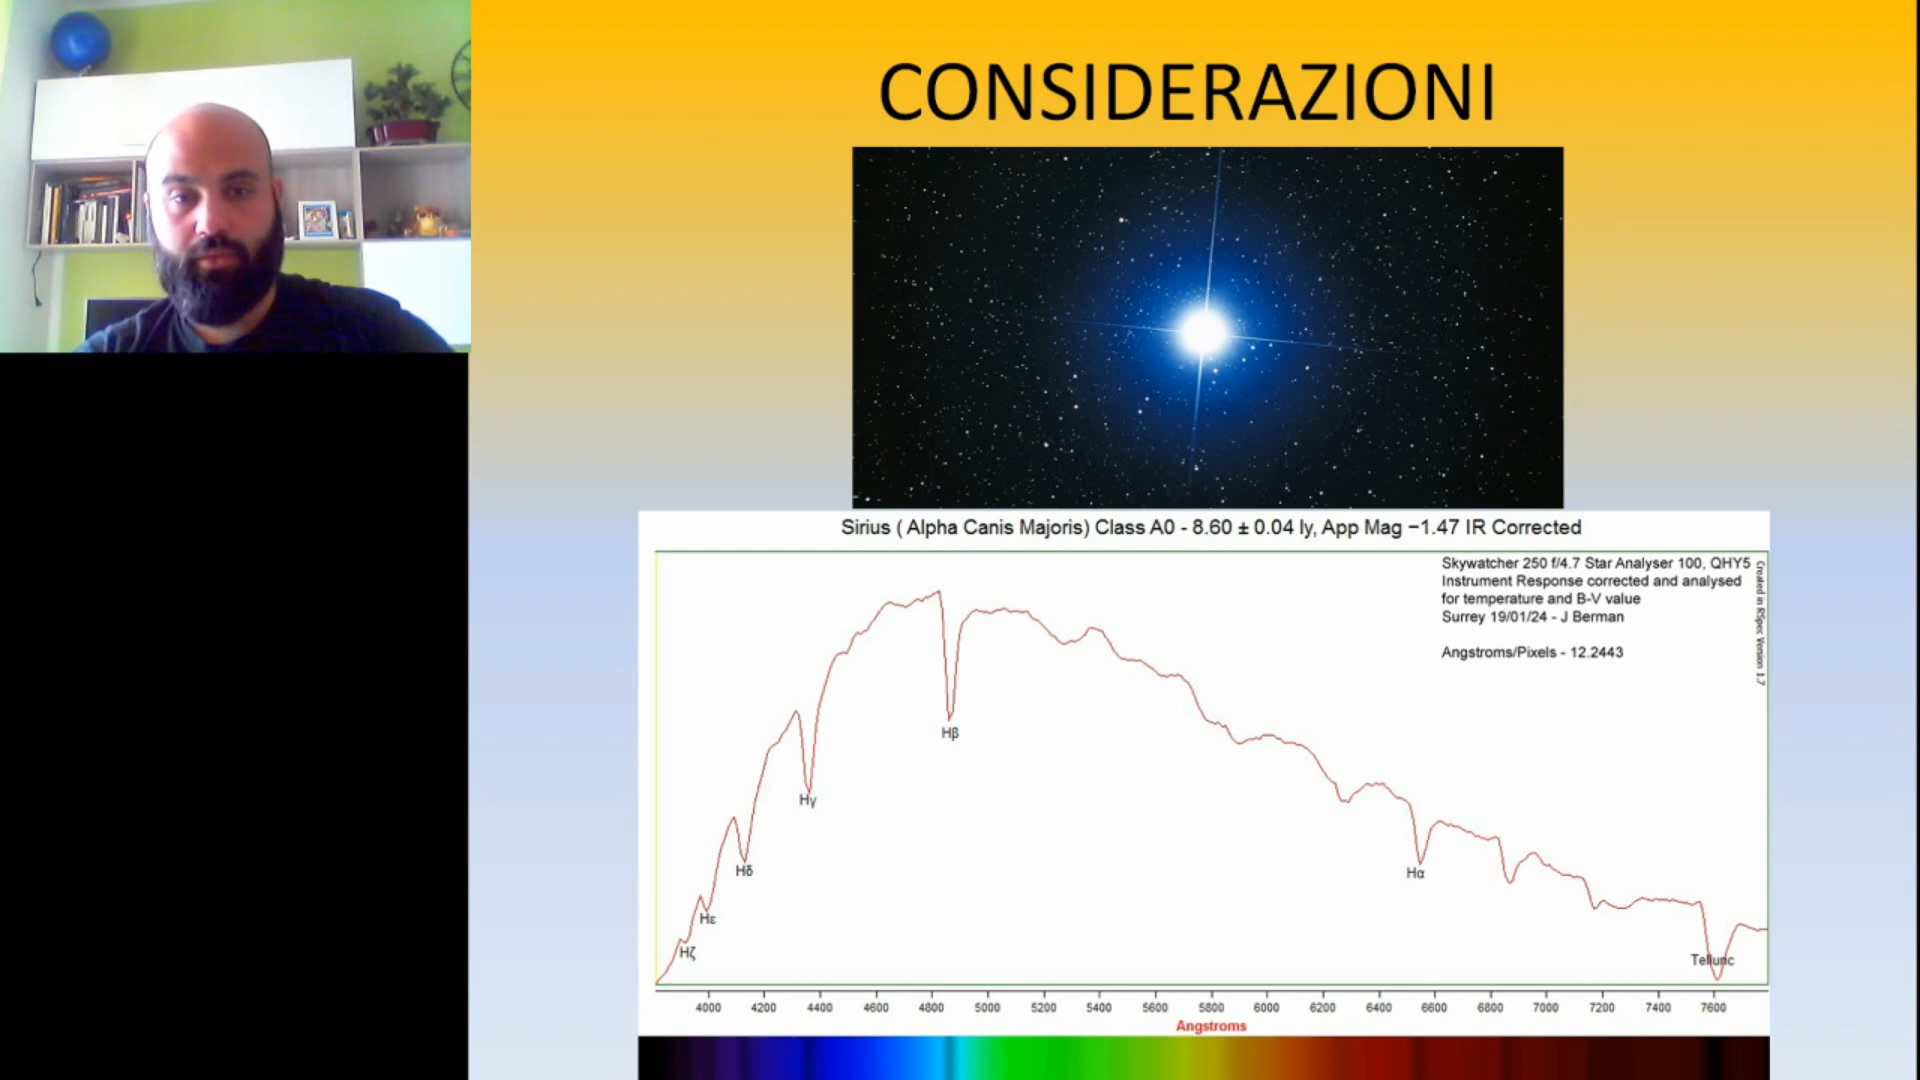 CONSIDERAZIONI
Sirius ( Alpha Canis Majoris) Class A0 - 8.60 ± 0.04 ly, App Mag −1.47 IR Corrected
Skywatcher 250 f/4.7 Star Analyser 100, QHY5
Instrument Response corrected and analysed
for temperature and B-V value
Surrey 19/01/24 - J Berman
Angstroms/Pixels - 12.2443
Created in RSpec Version 1.7
Hβ
Hγ
Hδ
Hα
Hε
Hζ
Telluric
4000 4200 4400 4600 4800 5000 5200 5400 5600 5800 6000 6200 6400 6600 6800 7000 7200 7400 7600
Angstroms